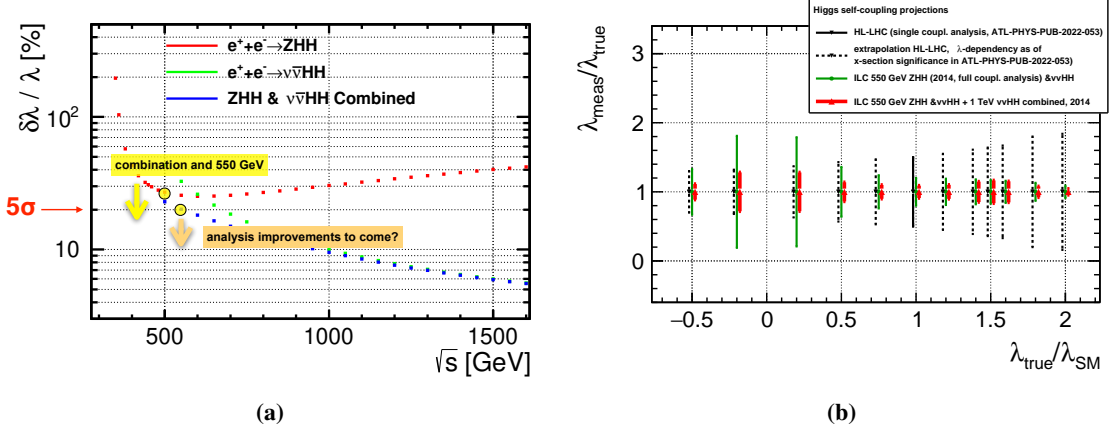 δλ / λ [%]
10²
10
5σ
e⁺+e⁻→ZHH
e⁺+e⁻→νν̄HH
ZHH & νν̄HH Combined
combination and 550 GeV
analysis improvements to come?
500 1000 1500
√s [GeV]
(a)
λmeas/λtrue
3
2
1
0
Higgs self-coupling projections
HL-LHC (single coupl. analysis, ATL-PHYS-PUB-2022-053)
extrapolation HL-LHC, λ-dependency as of
x-section significance in ATL-PHYS-PUB-2022-053)
ILC 550 GeV ZHH (2014, full coupl. analysis) &vvHH
ILC 550 GeV ZHH &vvHH + 1 TeV vvHH combined, 2014
−0.5 0 0.5 1 1.5 2
λtrue/λSM
(b)